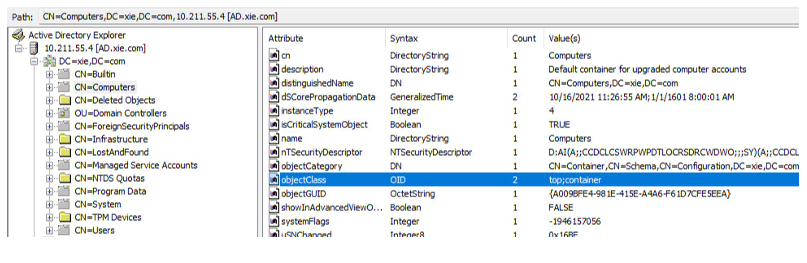 Path: CN=Computers,DC=xie,DC=com,10.211.55.4 [AD.xie.com]
Active Directory Explorer
10.211.55.4 [AD.xie.com]
DC=xie,DC=com
CN=Builtin
CN=Computers
CN=Deleted Objects
OU=Domain Controllers
CN=ForeignSecurityPrincipals
CN=Infrastructure
CN=LostAndFound
CN=Managed Service Accounts
CN=NTDS Quotas
CN=Program Data
CN=System
CN=TPM Devices
CN=Users
Attribute Syntax Count Value(s)
cn DirectoryString 1 Computers
description DirectoryString 1 Default container for upgraded computer accounts
distinguishedName DN 1 CN=Computers,DC=xie,DC=com
dSCorePropagationData GeneralizedTime 2 10/16/2021 11:26:55 AM;1/1/1601 8:00:01 AM
instanceType Integer 1 4
isCriticalSystemObject Boolean 1 TRUE
name DirectoryString 1 Computers
nTSecurityDescriptor NTSecurityDescriptor 1 D:AI(A;;CCDCLCSWRPWPDTLOCRSDRCWDWO;;;SY)(A;;CCDCL
objectCategory DN 1 CN=Container,CN=Schema,CN=Configuration,DC=xie,DC=com
objectClass OID 2 top;container
objectGUID OctetString 1 {A009BFE4-981E-415E-A4A6-F61D7CFE5EEA}
showInAdvancedViewO... Boolean 1 FALSE
systemFlags Integer 1 -1946157056
uSNChanged Integer8 1 0x16BF